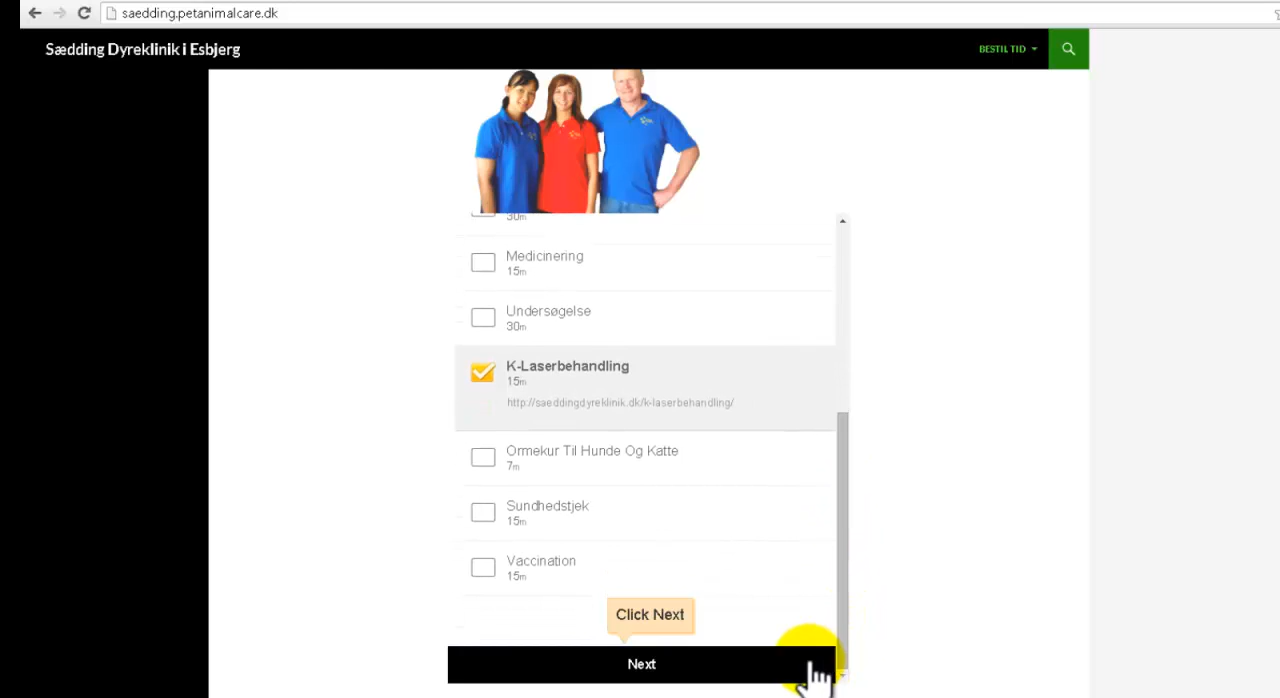 saedding.petanimalcare.dk
Sædding Dyreklinik i Esbjerg
BESTIL TID
30m
Medicinering
15m
Undersøgelse
30m
K-Laserbehandling
15m
http://saeddingdyreklinik.dk/k-laserbehandling/
Ormekur Til Hunde Og Katte
7m
Sundhedstjek
15m
Vaccination
15m
Click Next
Next